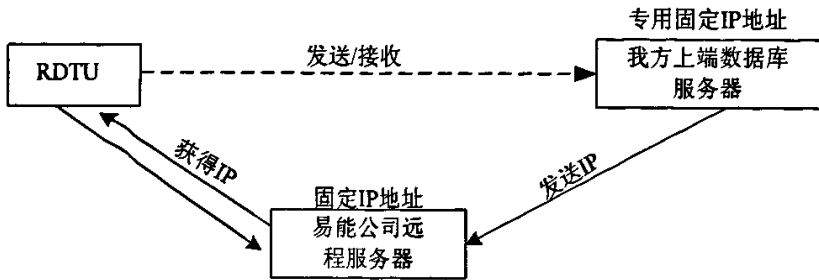 专用固定IP地址
RDTU
发送/接收
我方上端数据库
服务器
获得IP
发送IP
固定IP地址
易能公司远
程服务器